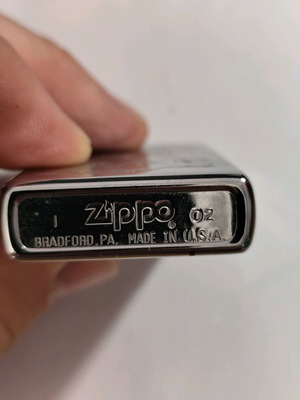 I Zippo 02
BRADFORD, PA. MADE IN U.S.A.